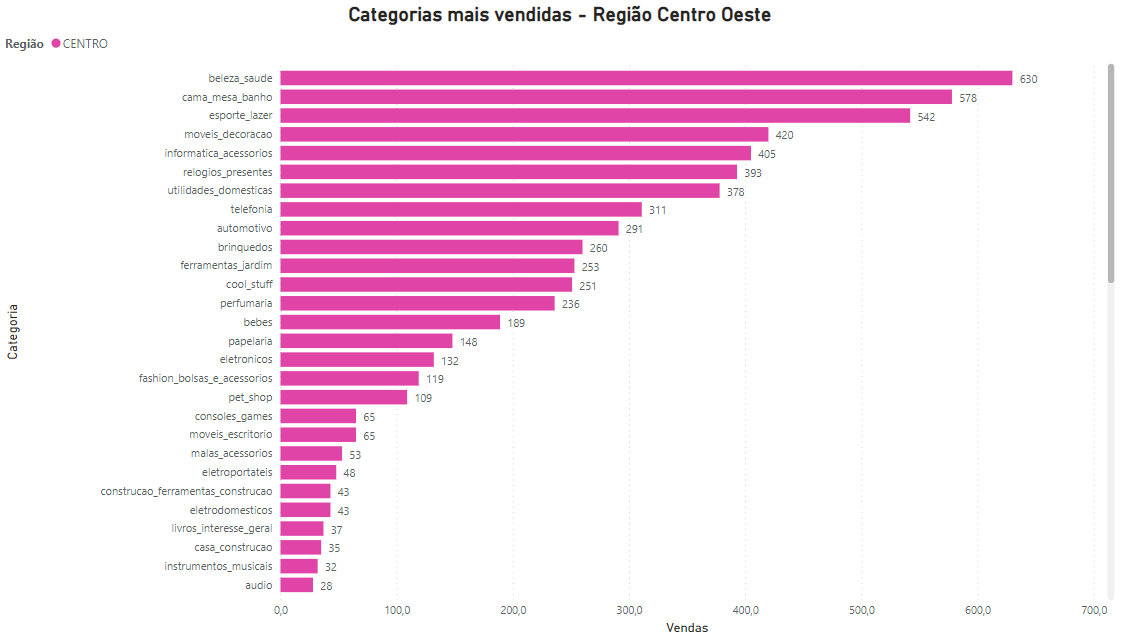 Categorias mais vendidas - Região Centro Oeste
Região CENTRO
beleza_saude 630
cama_mesa_banho 578
esporte_lazer 542
moveis_decoracao 420
informatica_acessorios 405
relogios_presentes 393
utilidades_domesticas 378
telefonia 311
automotivo 291
brinquedos 260
ferramentas_jardim 253
cool_stuff 251
perfumaria 236
bebes 189
papelaria 148
eletronicos 132
fashion_bolsas_e_acessorios 119
pet_shop 109
consoles_games 65
moveis_escritorio 65
malas_acessorios 53
eletroportateis 48
construcao_ferramentas_construcao 43
eletrodomesticos 43
livros_interesse_geral 37
casa_construcao 35
instrumentos_musicais 32
audio 28
Categoria
0,0 100,0 200,0 300,0 400,0 500,0 600,0 700,0
Vendas